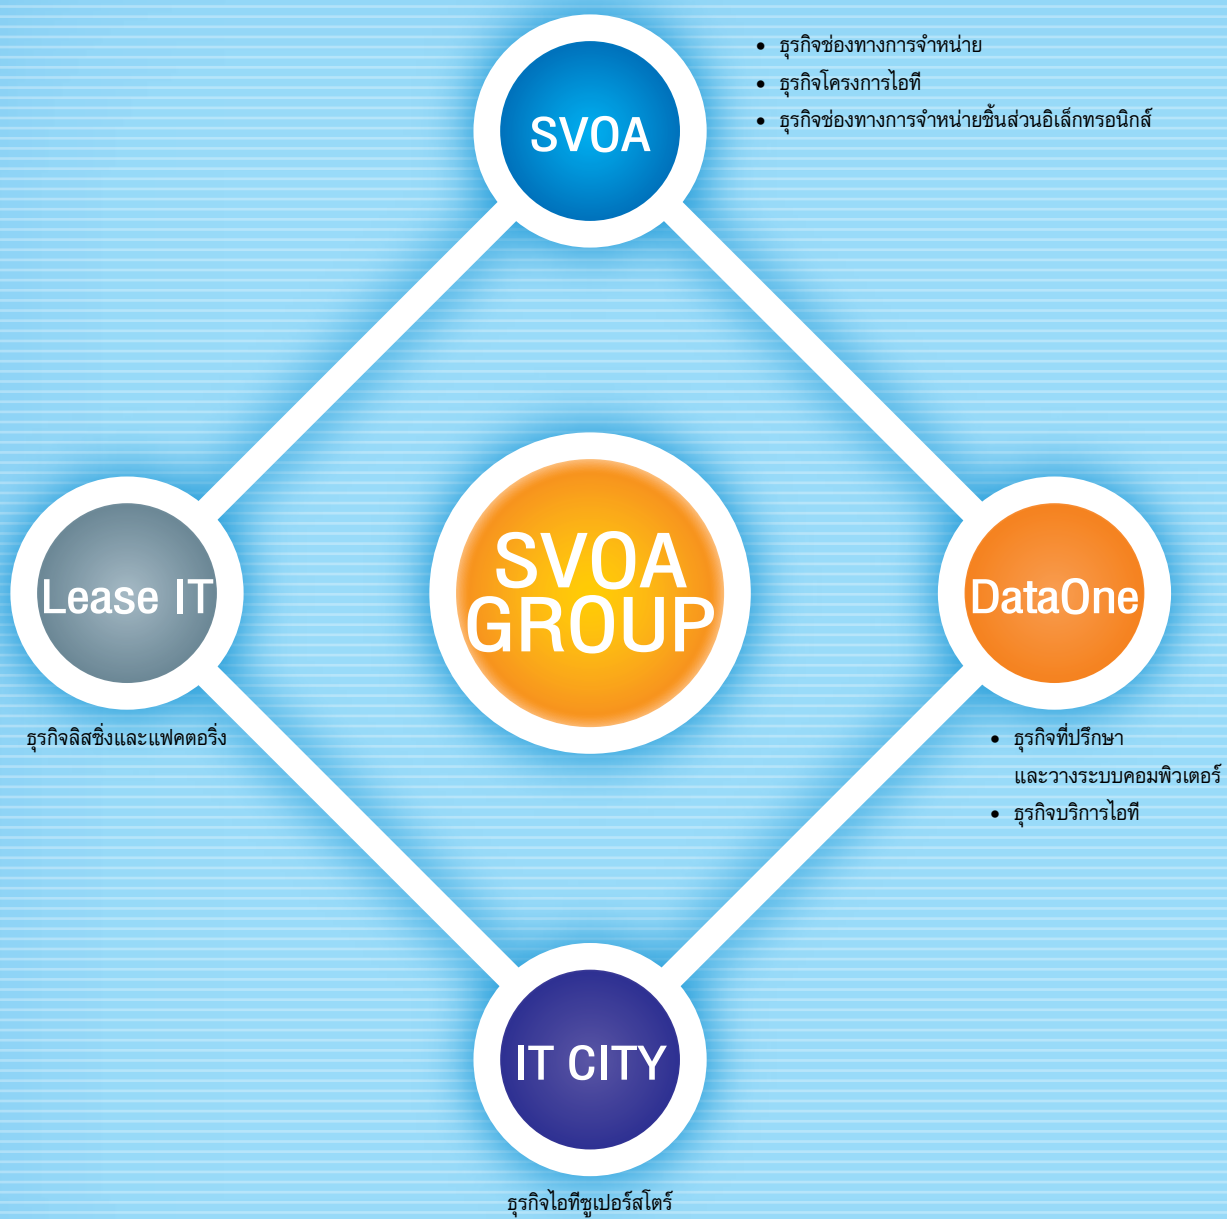 SVOA
• ธุรกิจช่องทางการจำหน่าย
• ธุรกิจโครงการไอที
• ธุรกิจช่องทางการจำหน่ายชิ้นส่วนอิเล็กทรอนิกส์
SVOA
GROUP
Lease IT
ธุรกิจลิสซิ่งและแฟคตอริ่ง
DataOne
• ธุรกิจที่ปรึกษา
และวางระบบคอมพิวเตอร์
• ธุรกิจบริการไอที
IT CITY
ธุรกิจไอทีซูเปอร์สโตร์